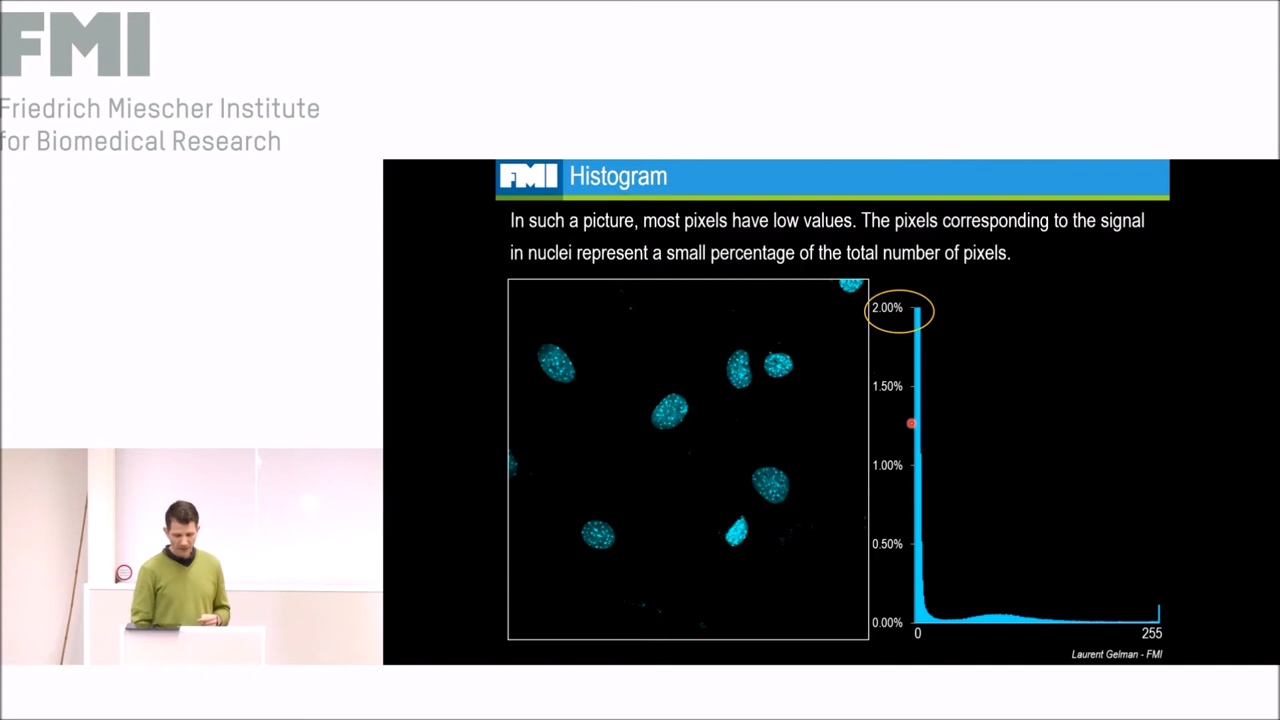 FMI
Friedrich Miescher Institute
for Biomedical Research
FMI Histogram
In such a picture, most pixels have low values. The pixels corresponding to the signal
in nuclei represent a small percentage of the total number of pixels.
2.00%
1.50%
1.00%
0.50%
0.00%
0 255
Laurent Gelman - FMI